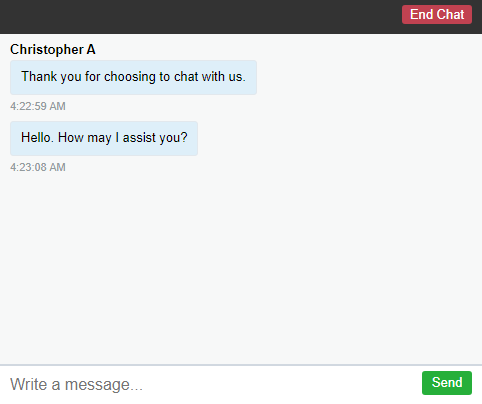 End Chat
Christopher A
Thank you for choosing to chat with us.
4:22:59 AM
Hello. How may I assist you?
4:23:08 AM
Write a message...
Send